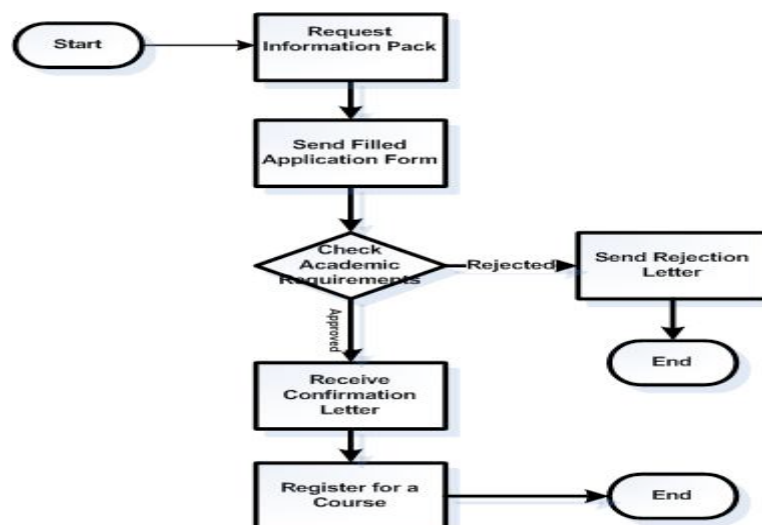 Start
Request
Information Pack
Send Filled
Application Form
Check
Academic
Requirements
Rejected
Send Rejection
Letter
End
Approved
Receive
Confirmation
Letter
Register for a
Course
End